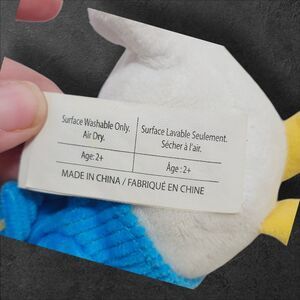 Surface Washable Only.
Air Dry.
Age: 2+
Surface Lavable Seulement.
Sécher à l'air.
Âge : 2+
MADE IN CHINA / FABRIQUÉ EN CHINE